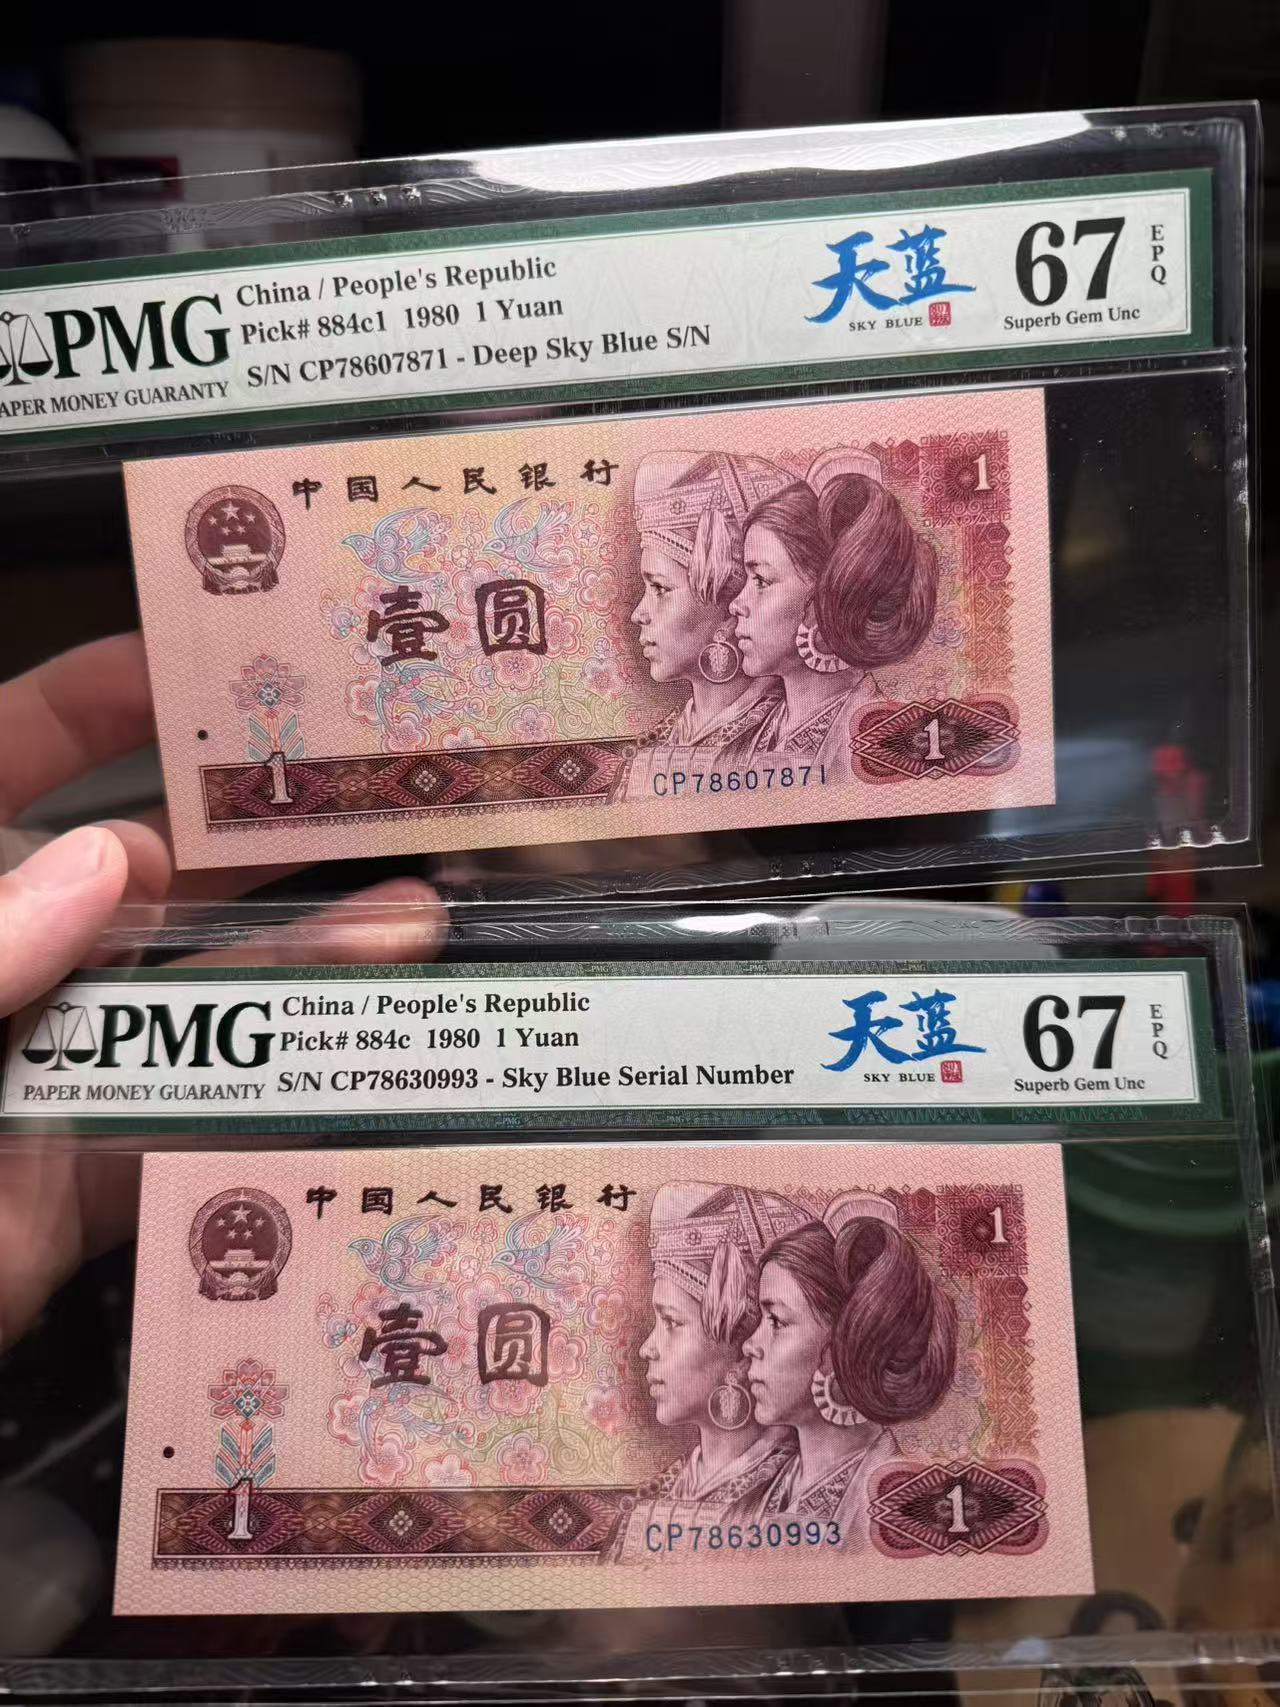 PMG
PAPER MONEY GUARANTY
China / People's Republic
Pick# 884c1 1980 1 Yuan
S/N CP78607871 - Deep Sky Blue S/N
天蓝
SKY BLUE
67
EPQ
Superb Gem Unc
中国人民银行
1
壹圆
1
1
CP78607871
PMG
PAPER MONEY GUARANTY
China / People's Republic
Pick# 884c 1980 1 Yuan
S/N CP78630993 - Sky Blue Serial Number
天蓝
SKY BLUE
67
EPQ
Superb Gem Unc
中国人民银行
1
壹圆
1
1
CP78630993